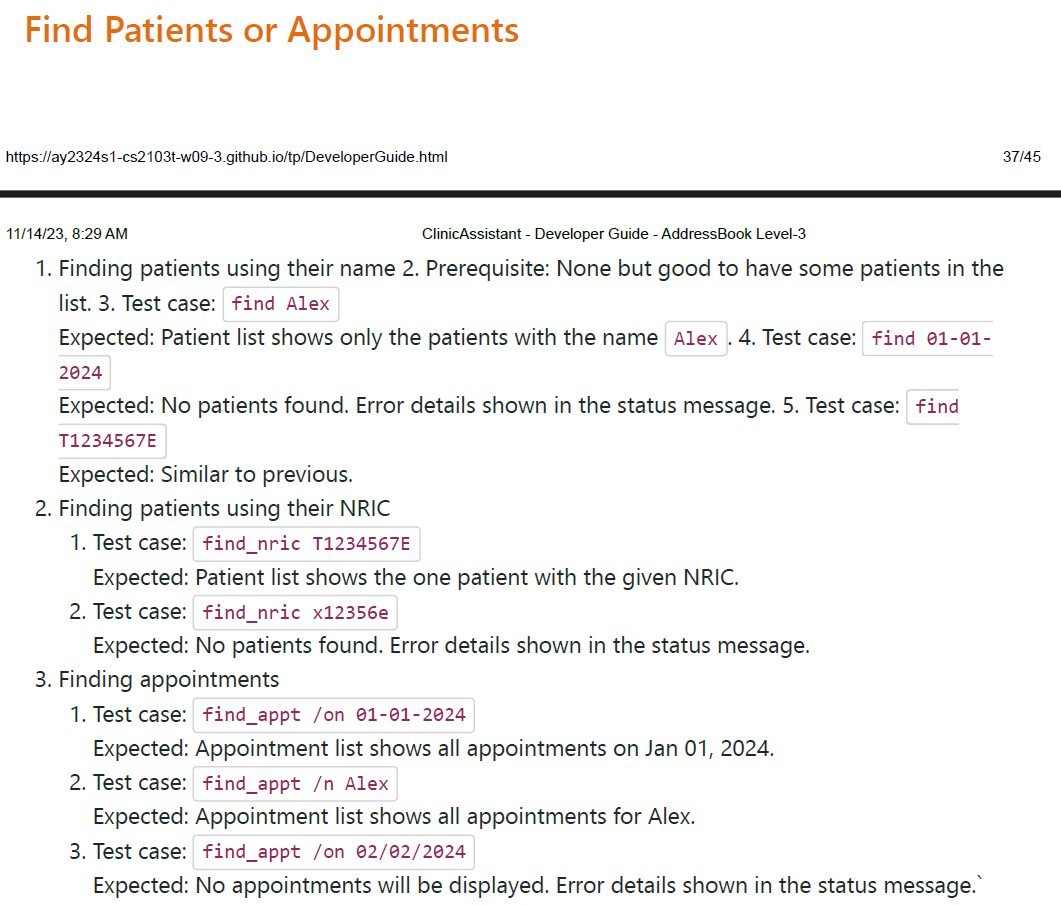 Find Patients or Appointments
https://ay2324s1-cs2103t-w09-3.github.io/tp/DeveloperGuide.html 37/45
11/14/23, 8:29 AM ClinicAssistant - Developer Guide - AddressBook Level-3
1. Finding patients using their name 2. Prerequisite: None but good to have some patients in the
list. 3. Test case: find Alex
Expected: Patient list shows only the patients with the name Alex . 4. Test case: find 01-01-
2024
Expected: No patients found. Error details shown in the status message. 5. Test case: find
T1234567E
Expected: Similar to previous.
2. Finding patients using their NRIC
1. Test case: find_nric T1234567E
Expected: Patient list shows the one patient with the given NRIC.
2. Test case: find_nric x12356e
Expected: No patients found. Error details shown in the status message.
3. Finding appointments
1. Test case: find_appt /on 01-01-2024
Expected: Appointment list shows all appointments on Jan 01, 2024.
2. Test case: find_appt /n Alex
Expected: Appointment list shows all appointments for Alex.
3. Test case: find_appt /on 02/02/2024
Expected: No appointments will be displayed. Error details shown in the status message.`